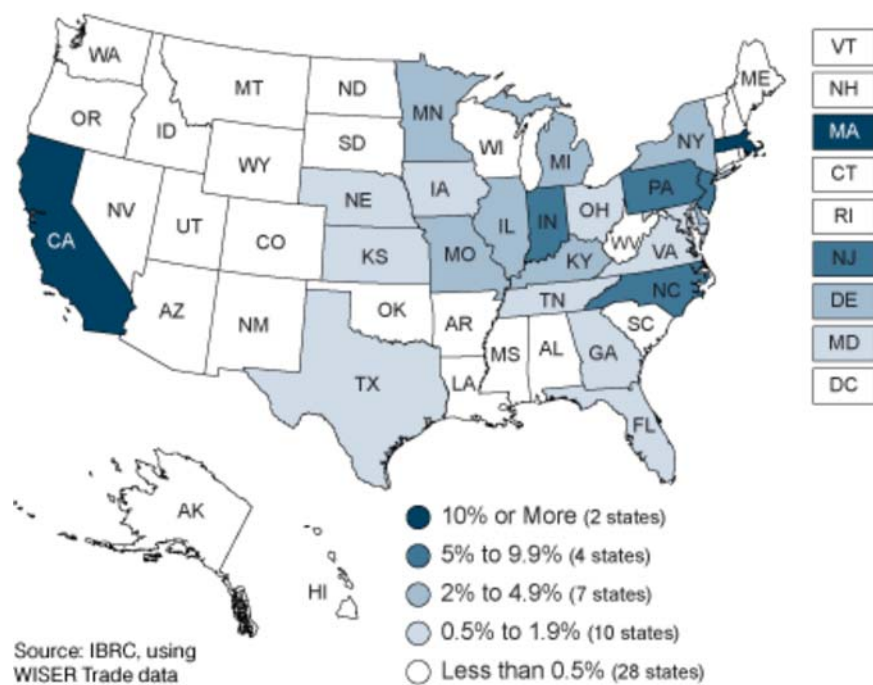 WA
MT
ND
MN
ME
VT
NH
MA
CT
RI
NJ
DE
MD
DC
OR
ID
WY
SD
WI
MI
NY
NV
UT
CO
NE
IA
IL
IN
OH
PA
CA
KS
MO
KY
WV
VA
AZ
NM
OK
AR
TN
NC
TX
LA
MS
AL
GA
SC
FL
AK
HI
10% or More (2 states)
5% to 9.9% (4 states)
2% to 4.9% (7 states)
0.5% to 1.9% (10 states)
Less than 0.5% (28 states)
Source: IBRC, using
WISER Trade data